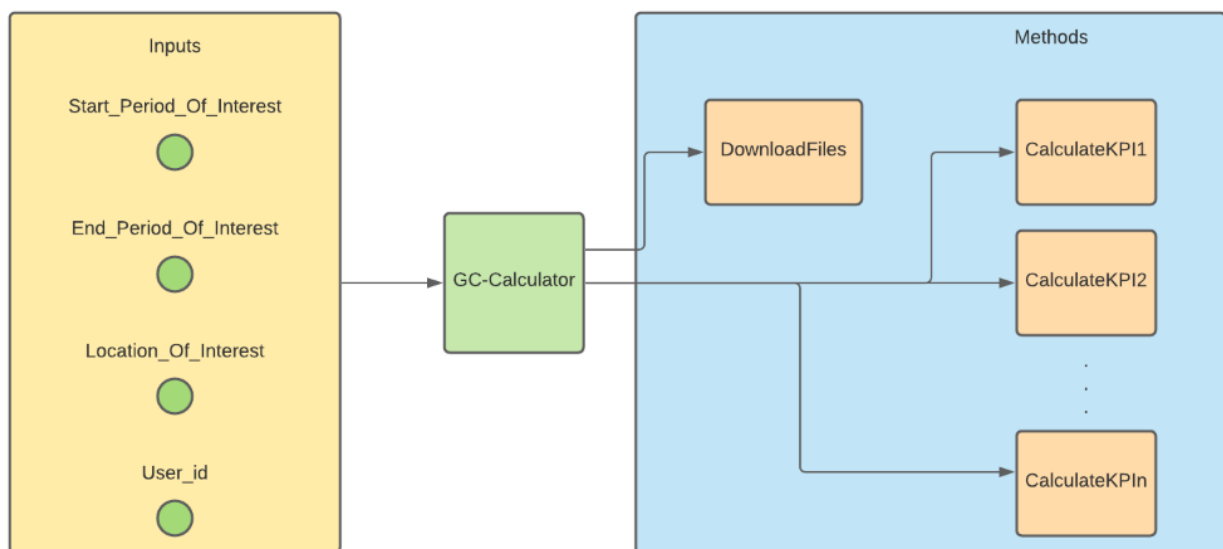 Inputs
Start_Period_Of_Interest
End_Period_Of_Interest
Location_Of_Interest
User_id
GC-Calculator
Methods
DownloadFiles
CalculateKPI1
CalculateKPI2
.
.
.
CalculateKPIn